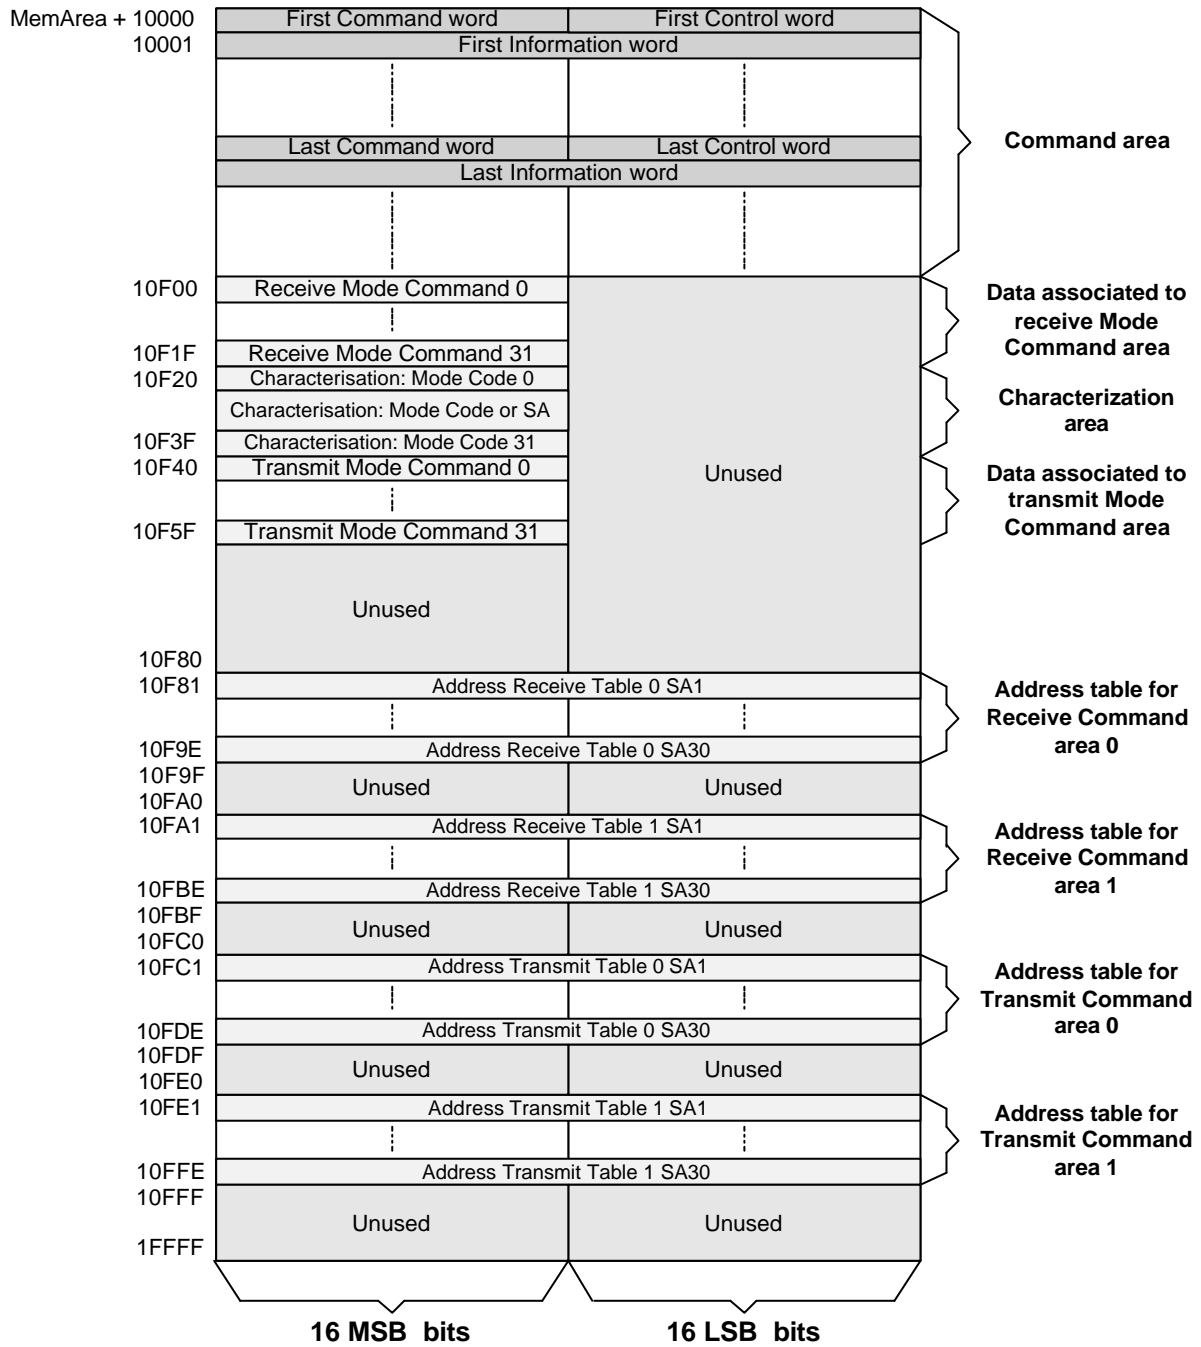 MemArea + 10000 First Command word First Control word
10001 First Information word
Command area
Last Command word Last Control word
Last Information word
10F00 Receive Mode Command 0
Data associated to
receive Mode
Command area
10F1F Receive Mode Command 31
10F20 Characterisation: Mode Code 0
Characterisation: Mode Code or SA
Characterization
area
10F3F Characterisation: Mode Code 31
10F40 Transmit Mode Command 0
Unused
Data associated to
transmit Mode
Command area
10F5F Transmit Mode Command 31
Unused
10F80
10F81 Address Receive Table 0 SA1
Address table for
Receive Command
area 0
10F9E Address Receive Table 0 SA30
10F9F
Unused Unused
10FA0
10FA1 Address Receive Table 1 SA1
Address table for
Receive Command
area 1
10FBE Address Receive Table 1 SA30
10FBF
Unused Unused
10FC0
10FC1 Address Transmit Table 0 SA1
Address table for
Transmit Command
area 0
10FDE Address Transmit Table 0 SA30
10FDF
Unused Unused
10FE0
10FE1 Address Transmit Table 1 SA1
Address table for
Transmit Command
area 1
10FFE Address Transmit Table 1 SA30
10FFF
Unused Unused
1FFFF
16 MSB bits 16 LSB bits